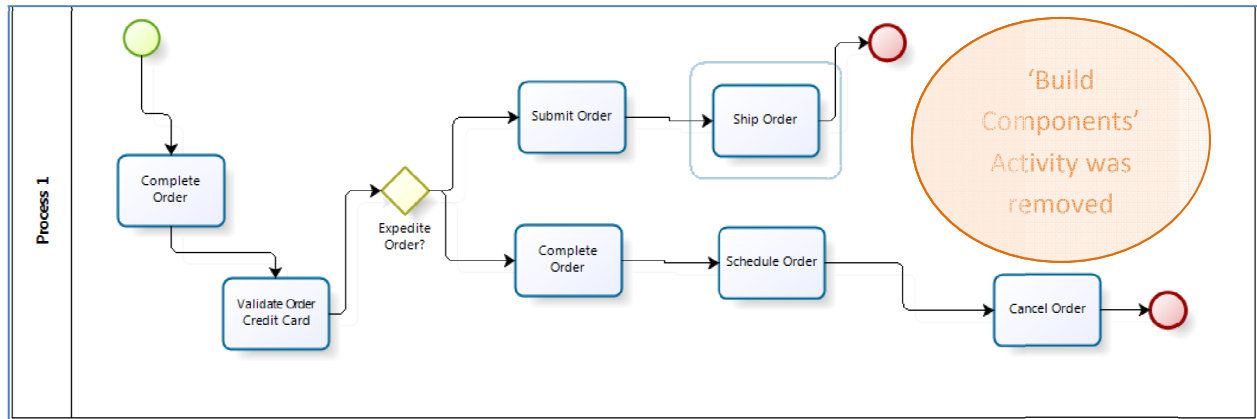 Process 1
Complete
Order
Validate Order
Credit Card
Expedite
Order?
Submit Order
Ship Order
Complete
Order
Schedule Order
Cancel Order
‘Build
Components’
Activity was
removed